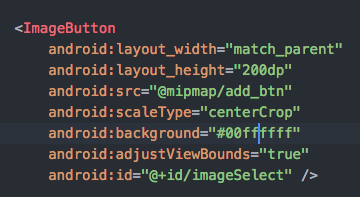 <ImageButton
android:layout_width="match_parent"
android:layout_height="200dp"
android:src="@mipmap/add_btn"
android:scaleType="centerCrop"
android:background="#00ffffff"
android:adjustViewBounds="true"
android:id="@+id/imageSelect" />